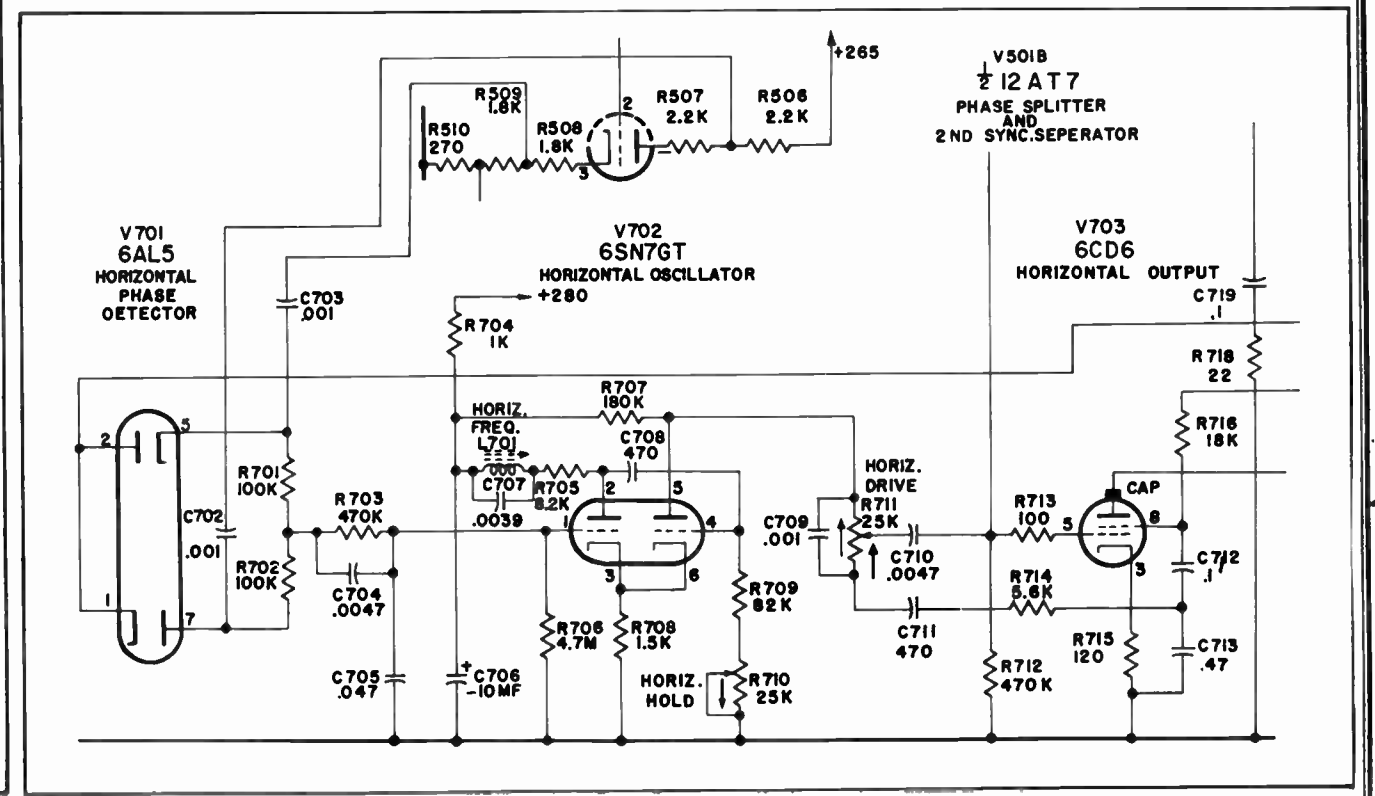 +265
V501B
½ 12AT7
PHASE SPLITTER
AND
2ND SYNC.SEPERATOR
R509
1.8K
R510
270
R508
1.8K
2
3
R507
2.2K
R506
2.2K
V701
6AL5
HORIZONTAL
PHASE
DETECTOR
V702
6SN7GT
HORIZONTAL OSCILLATOR
+280
V703
6CD6
HORIZONTAL OUTPUT
C703
.001
R704
1K
C719
.1
R718
22
R707
180K
HORIZ.
FREQ.
L701
C708
470
C707
.0039
R705
8.2K
2
5
R701
100K
C702
.001
R702
100K
1
7
R703
470K
C704
.0047
C705
.047
C706
10MF
+
-
1
2
5
4
3
6
R706
4.7M
R708
1.5K
R709
82K
HORIZ.
HOLD
R710
25K
HORIZ.
DRIVE
R711
25K
C709
.001
C710
.0047
C711
470
R713
100
R714
5.6K
R712
470K
CAP
5
8
3
R716
18K
C712
.1
R715
120
C713
.47